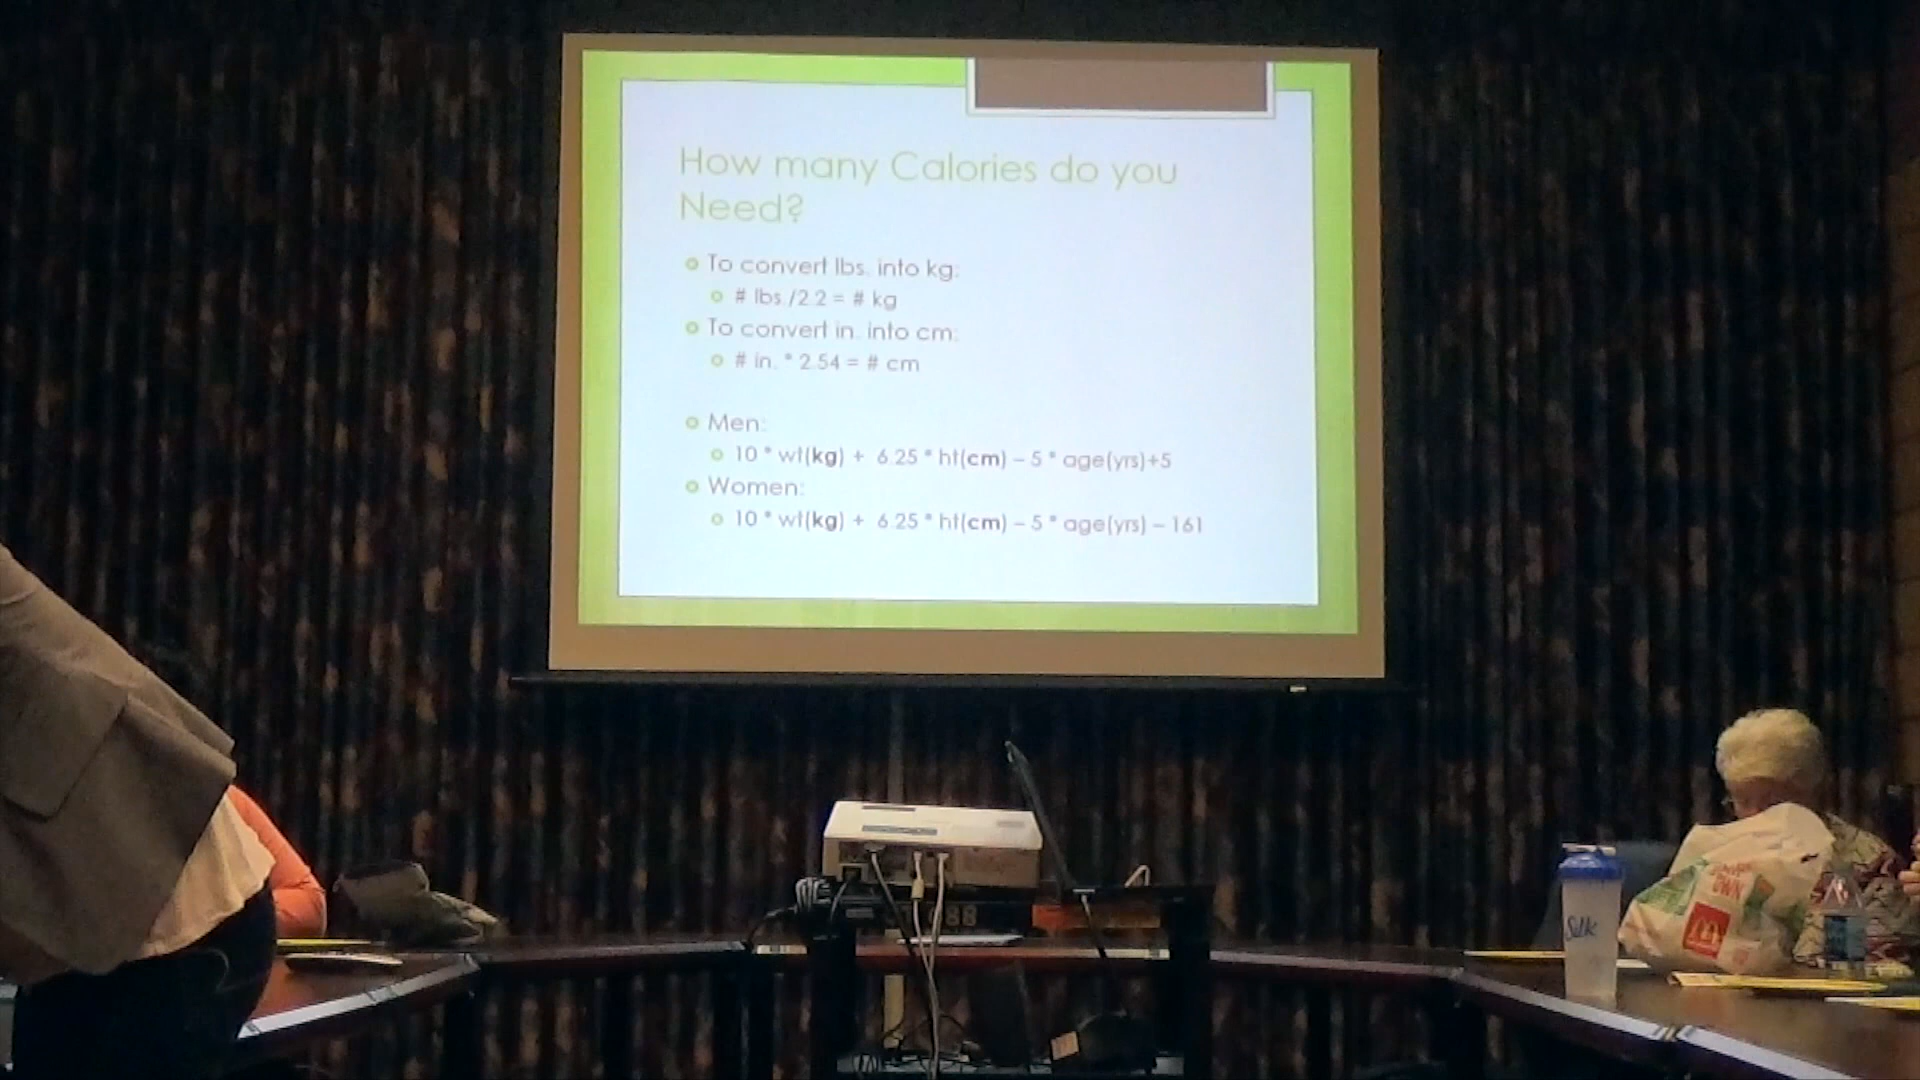 How many Calories do you
Need?
To convert lbs. into kg:
# lbs./2.2 = # kg
To convert in. into cm:
# in. * 2.54 = # cm
Men:
10 * wt(kg) + 6.25 * ht(cm) – 5 * age(yrs)+5
Women:
10 * wt(kg) + 6.25 * ht(cm) – 5 * age(yrs) – 161
88
Silk
OWN